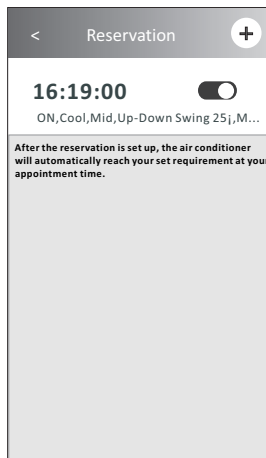 < Reservation +
16:19:00
ON,Cool,Mid,Up-Down Swing 25¡,M...
After the reservation is set up, the air conditioner
will automatically reach your set requirement at your
appointment time.